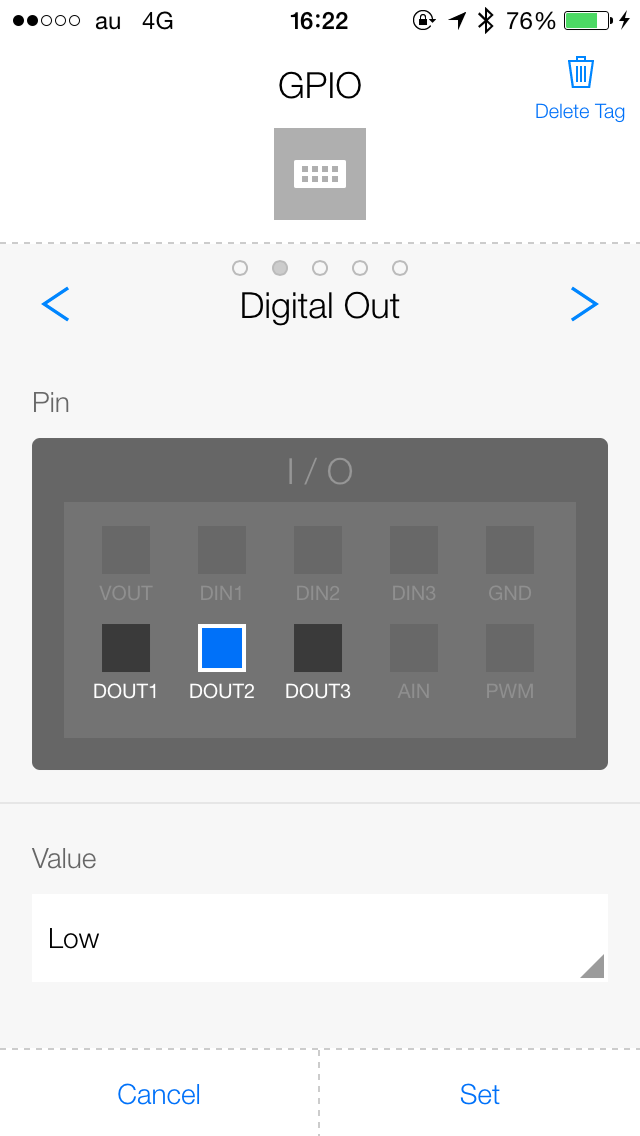 au 4G 16:22 76%
GPIO
Delete Tag
Digital Out
Pin
I / O
VOUT DIN1 DIN2 DIN3 GND
DOUT1 DOUT2 DOUT3 AIN PWM
Value
Low
Cancel Set